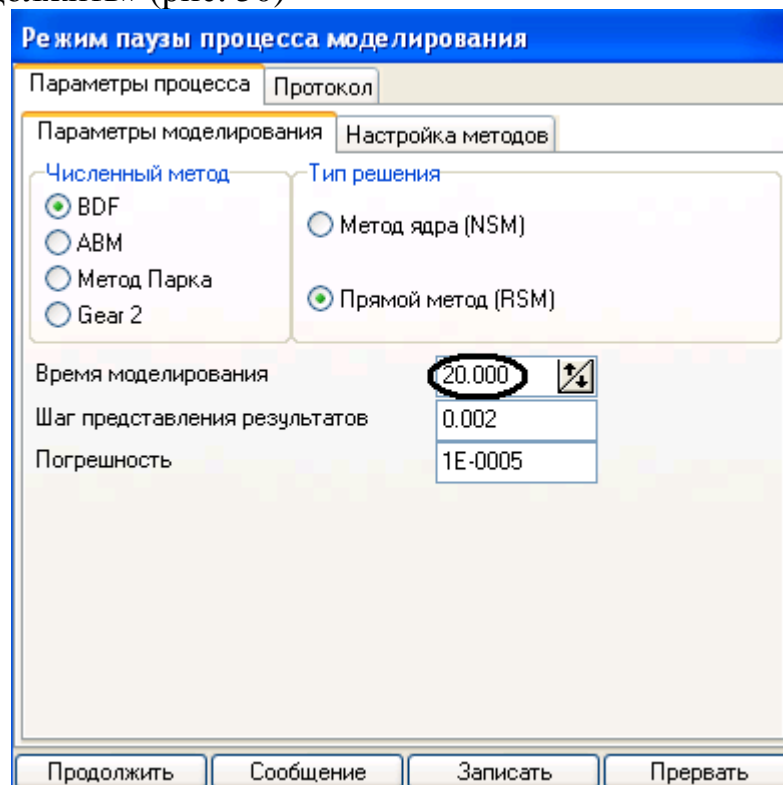 (рис. 36)
Режим паузы процесса моделирования
Параметры процесса Протокол
Параметры моделирования Настройка методов
Численный метод Тип решения
BDF
ABM
Метод Парка
Gear 2
Метод ядра (NSM)
Прямой метод (RSM)
Время моделирования 20.000
Шаг представления результатов 0.002
Погрешность 1E-0005
Продолжить Сообщение Записать Прервать